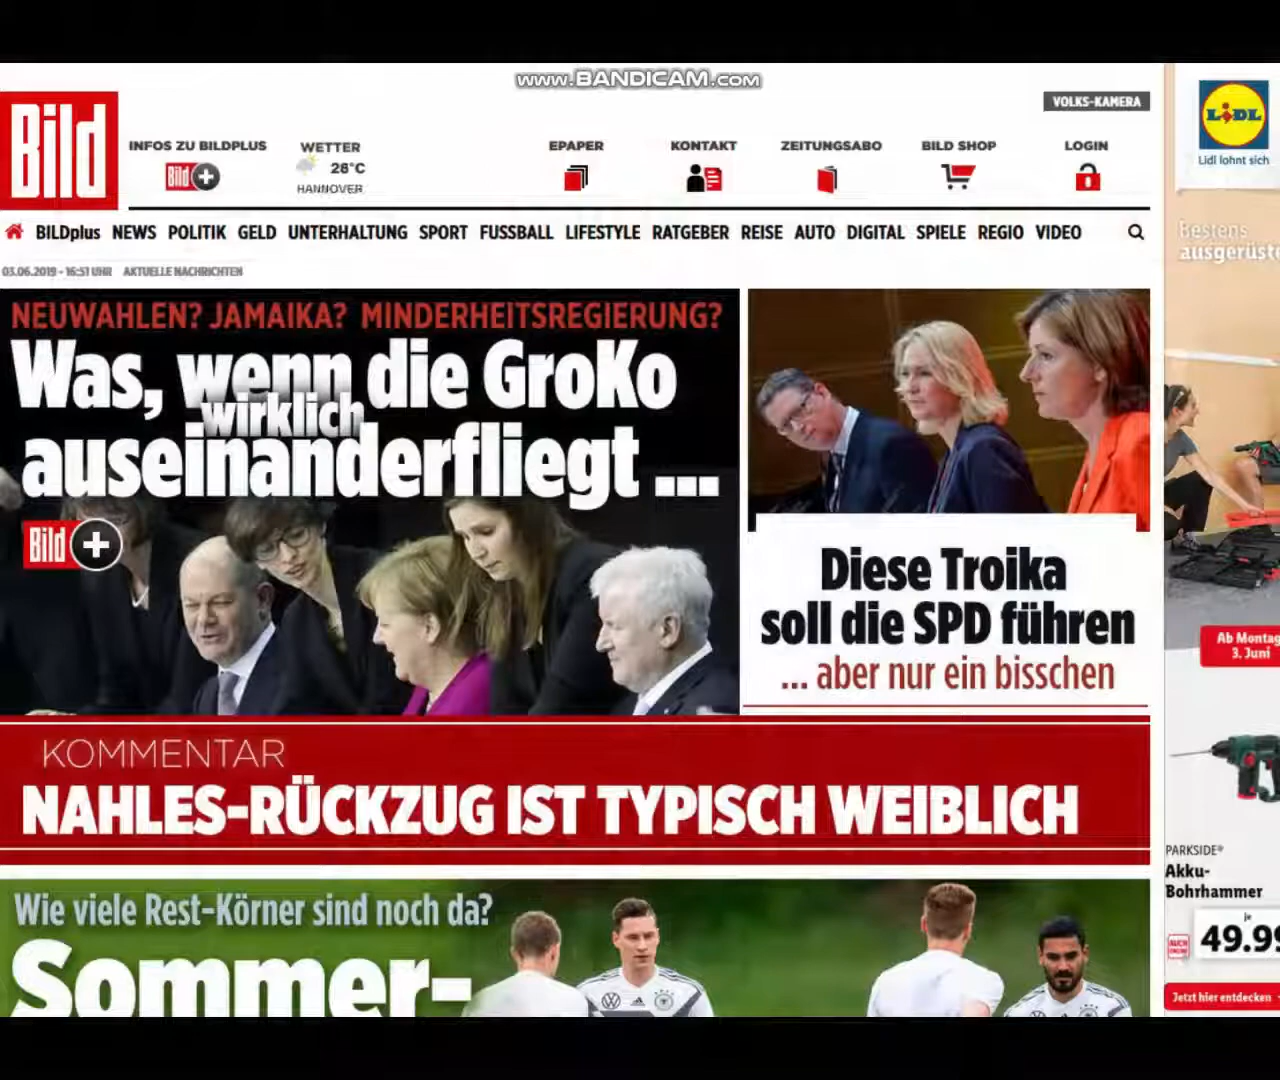 www.BANDICAM.com
VOLKS-KAMERA
Bild
INFOS ZU BILDPLUS
Bild+
WETTER
28°C
HANNOVER
EPAPER
KONTAKT
ZEITUNGSABO
BILD SHOP
LOGIN
BILDplus NEWS POLITIK GELD UNTERHALTUNG SPORT FUSSBALL LIFESTYLE RATGEBER REISE AUTO DIGITAL SPIELE REGIO VIDEO
03.06.2019 - 16:51 UHR AKTUELLE NACHRICHTEN
NEUWAHLEN? JAMAIKA? MINDERHEITSREGIERUNG?
Was, wenn die GroKo
wirklich
auseinanderfliegt ...
Bild+
Diese Troika
soll die SPD führen
... aber nur ein bisschen
KOMMENTAR
NAHLES-RÜCKZUG IST TYPISCH WEIBLICH
Wie viele Rest-Körner sind noch da?
Sommer-
LIDL
Lidl lohnt sich
Bestens
ausgerüste
Ab Montag
3. Juni
PARKSIDE®
Akku-
Bohrhammer
je
49.99
Jetzt hier entdecken